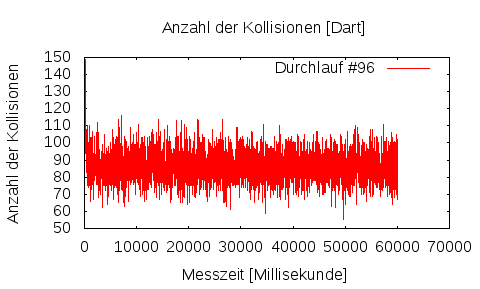 Anzahl der Kollisionen [Dart]
Durchlauf #96
Anzahl der Kollisionen
150
140
130
120
110
100
90
80
70
60
50
0 10000 20000 30000 40000 50000 60000 70000
Messzeit [Millisekunde]